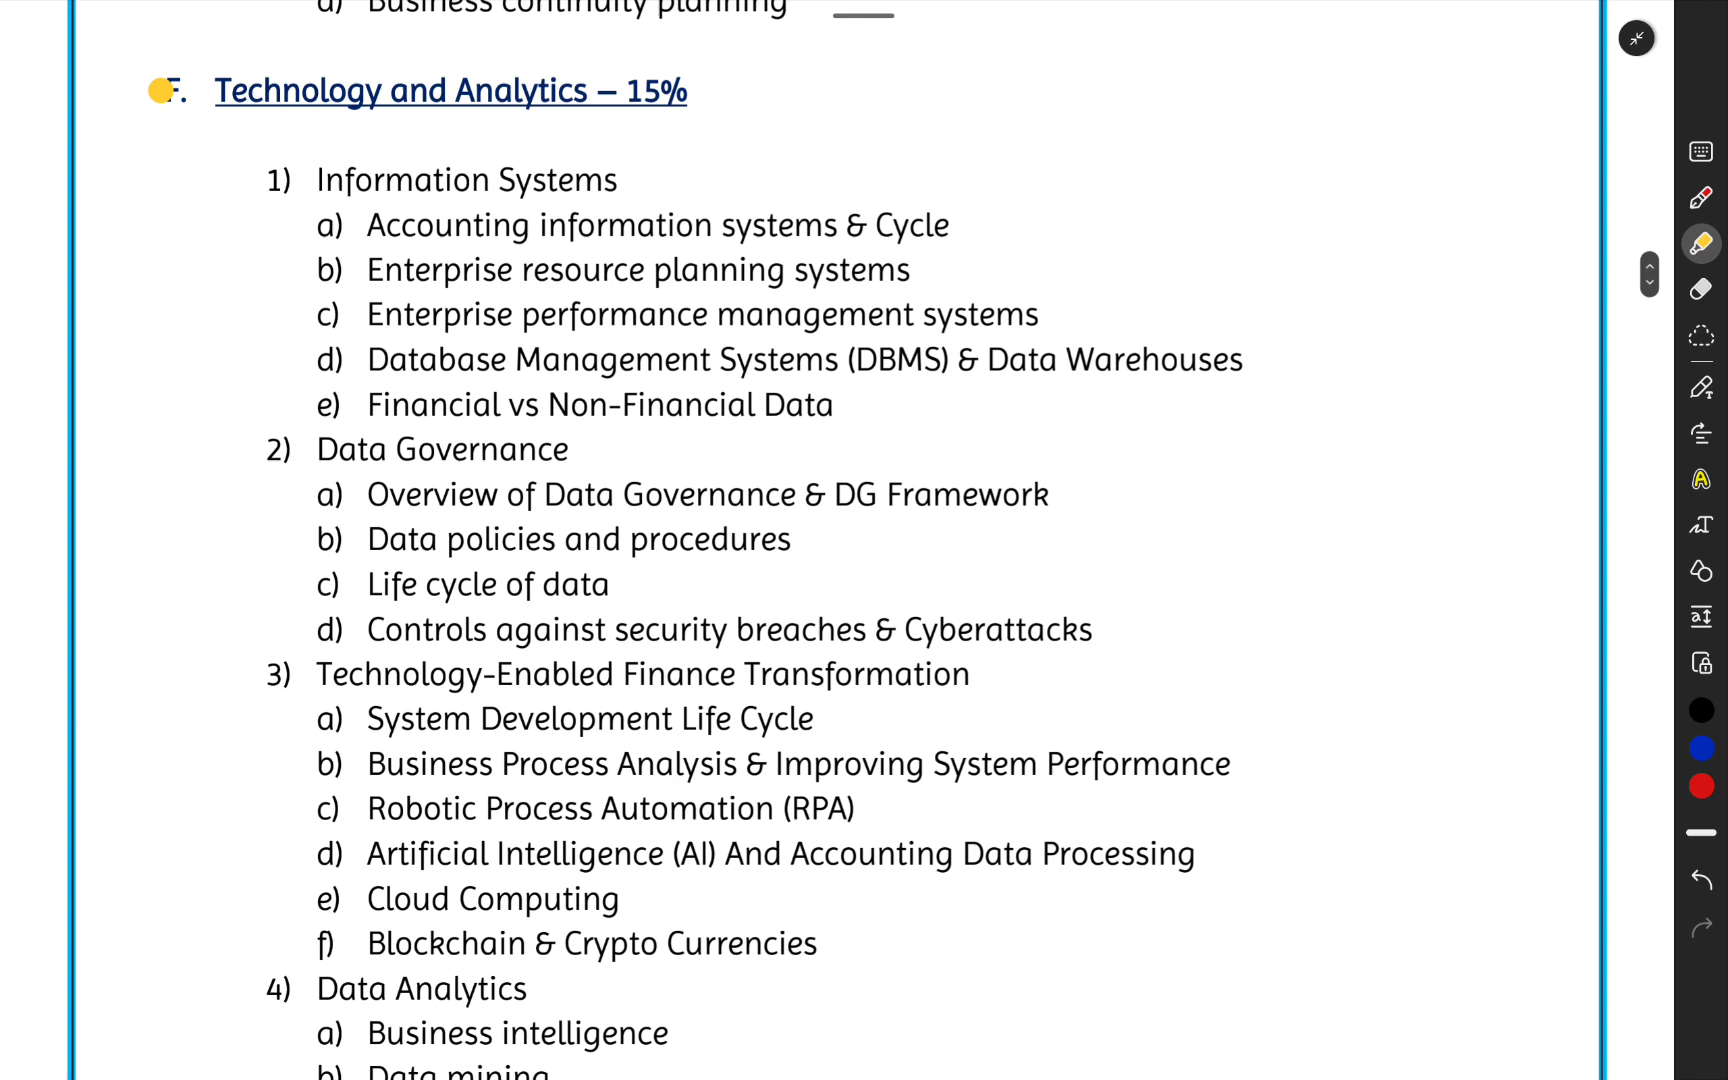 d) Business continuity planning
F. Technology and Analytics – 15%
1) Information Systems
a) Accounting information systems & Cycle
b) Enterprise resource planning systems
c) Enterprise performance management systems
d) Database Management Systems (DBMS) & Data Warehouses
e) Financial vs Non-Financial Data
2) Data Governance
a) Overview of Data Governance & DG Framework
b) Data policies and procedures
c) Life cycle of data
d) Controls against security breaches & Cyberattacks
3) Technology-Enabled Finance Transformation
a) System Development Life Cycle
b) Business Process Analysis & Improving System Performance
c) Robotic Process Automation (RPA)
d) Artificial Intelligence (AI) And Accounting Data Processing
e) Cloud Computing
f) Blockchain & Crypto Currencies
4) Data Analytics
a) Business intelligence
b) Data mining